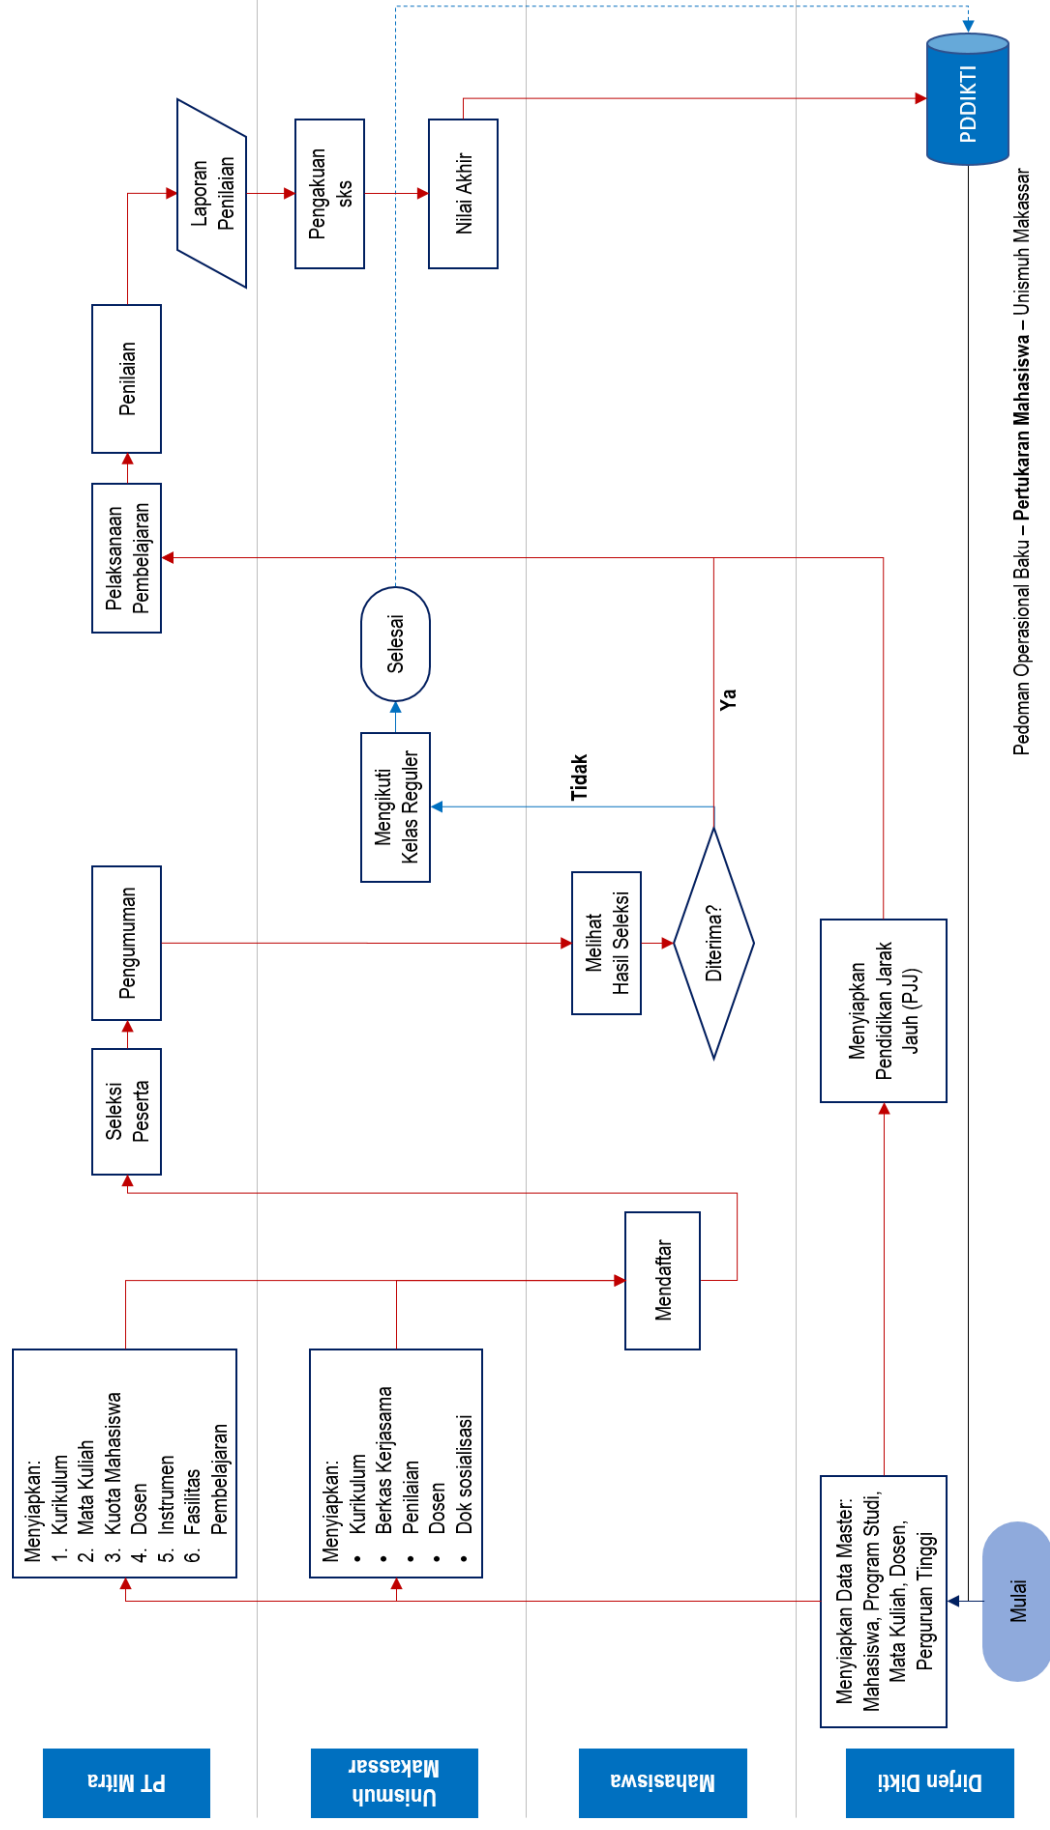 PT Mitra
Menyiapkan:
1. Kurikulum
2. Mata Kuliah
3. Kuota Mahasiswa
4. Dosen
5. Instrumen
6. Fasilitas
Pembelajaran
Seleksi
Peserta
Pengumuman
Pelaksanaan
Pembelajaran
Penilaian
Laporan
Penilaian
Unismuh
Makassar
Menyiapkan:
• Kurikulum
• Berkas Kerjasama
• Penilaian
• Dosen
• Dok sosialisasi
Mengikuti
Kelas Reguler
Selesai
Pengakuan
sks
Nilai Akhir
Mahasiswa
Mendaftar
Melihat
Hasil Seleksi
Diterima?
Tidak
Ya
Dirjen Dikti
Menyiapkan Data Master:
Mahasiswa, Program Studi,
Mata Kuliah, Dosen,
Perguruan Tinggi
Menyiapkan
Pendidikan Jarak
Jauh (PJJ)
PDDIKTI
Mulai
Pedoman Operasional Baku – Pertukaran Mahasiswa – Unismuh Makassar